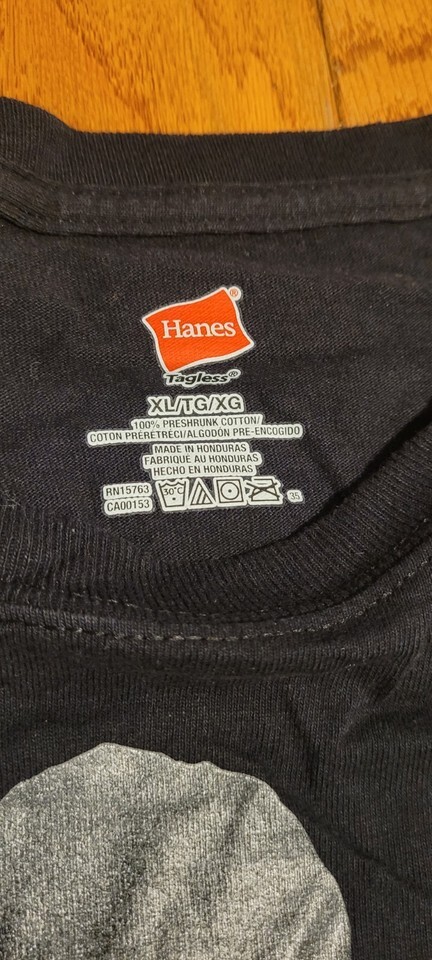 Hanes®
Tagless®
XL/TG/XG
100% PRESHRUNK COTTON/
COTON PRÉRÉTRÉCI/ALGODÓN PRE-ENCOGIDO
MADE IN HONDURAS
FABRIQUÉ AU HONDURAS
HECHO EN HONDURAS
RN15763
CA00153
30°C
35